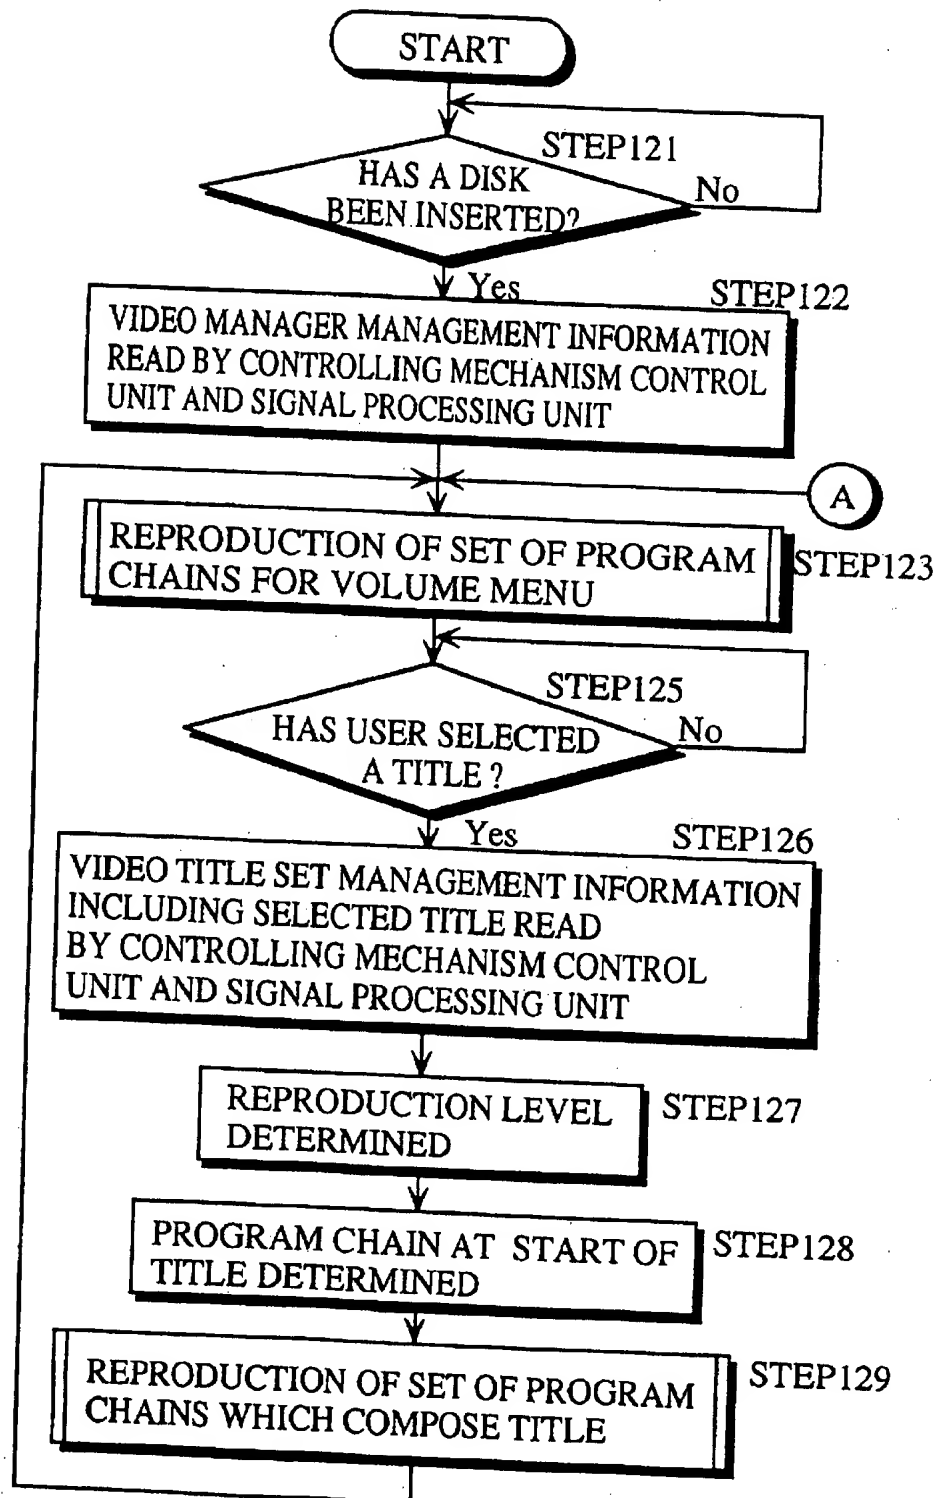 START
STEP121
HAS A DISK
BEEN INSERTED?
No
Yes
STEP122
VIDEO MANAGER MANAGEMENT INFORMATION
READ BY CONTROLLING MECHANISM CONTROL
UNIT AND SIGNAL PROCESSING UNIT
A
REPRODUCTION OF SET OF PROGRAM
CHAINS FOR VOLUME MENU
STEP123
STEP125
HAS USER SELECTED
A TITLE ?
No
Yes
STEP126
VIDEO TITLE SET MANAGEMENT INFORMATION
INCLUDING SELECTED TITLE READ
BY CONTROLLING MECHANISM CONTROL
UNIT AND SIGNAL PROCESSING UNIT
REPRODUCTION LEVEL
DETERMINED
STEP127
PROGRAM CHAIN AT START OF
TITLE DETERMINED
STEP128
REPRODUCTION OF SET OF PROGRAM
CHAINS WHICH COMPOSE TITLE
STEP129